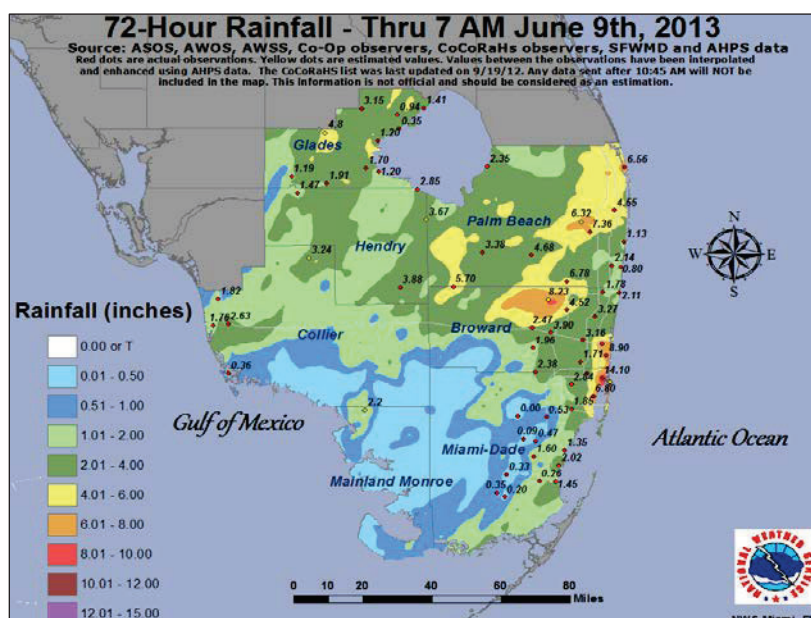 72-Hour Rainfall - Thru 7 AM June 9th, 2013
Source: ASOS, AWOS, AWSS, Co-Op observers, CoCoRaHs observers, SFWMD and AHPS data
Red dots are actual observations. Yellow dots are estimated values. Values between the observations have been interpolated
and enhanced using AHPS data. The CoCoRaHS list was last updated on 9/19/12. Any data sent after 10:45 AM will NOT be
included in the map. This information is not official and should be considered as an estimation.
3.15
0.94
1.41
4.8
0.35
1.20
Glades
1.70
2.35
6.56
1.19
1.91
1.20
1.47
2.85
4.55
3.67
Palm Beach
6.32
7.36
Hendry
1.13
3.24
3.38
4.68
2.14
0.80
N
W
E
S
3.88
5.70
6.78
1.78
2.11
1.82
8.23
4.52
Rainfall (inches)
1.76
2.63
3.27
Collier
Broward
2.47
3.90
3.16
0.00 or T
1.96
8.90
0.01 - 0.50
0.36
1.71
2.38
14.10
0.51 - 1.00
2.84
6.80
1.01 - 2.00
Gulf of Mexico
2.2
0.00
0.53
1.85
2.01 - 4.00
0.09
0.47
Atlantic Ocean
4.01 - 6.00
Miami-Dade
1.60
1.35
2.02
6.01 - 8.00
Mainland Monroe
0.33
0.26
1.45
0.35
0.20
8.01 - 10.00
10.01 - 12.00
12.01 - 15.00
0 10 20 40 60 80
Miles
NATIONAL WEATHER SERVICE
NWS Miami,